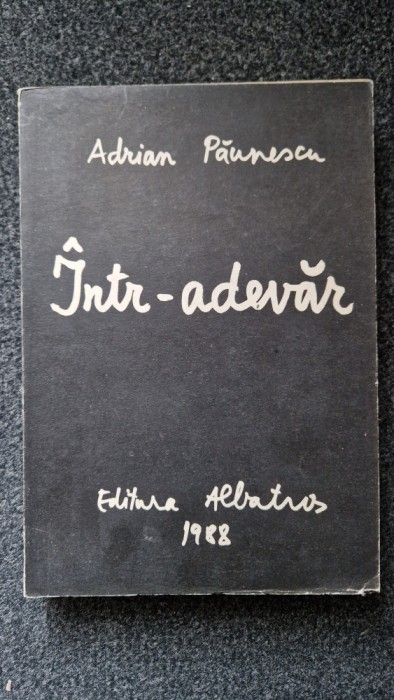 Adrian Păunescu
Într-adevăr
Editura Albatros
1988